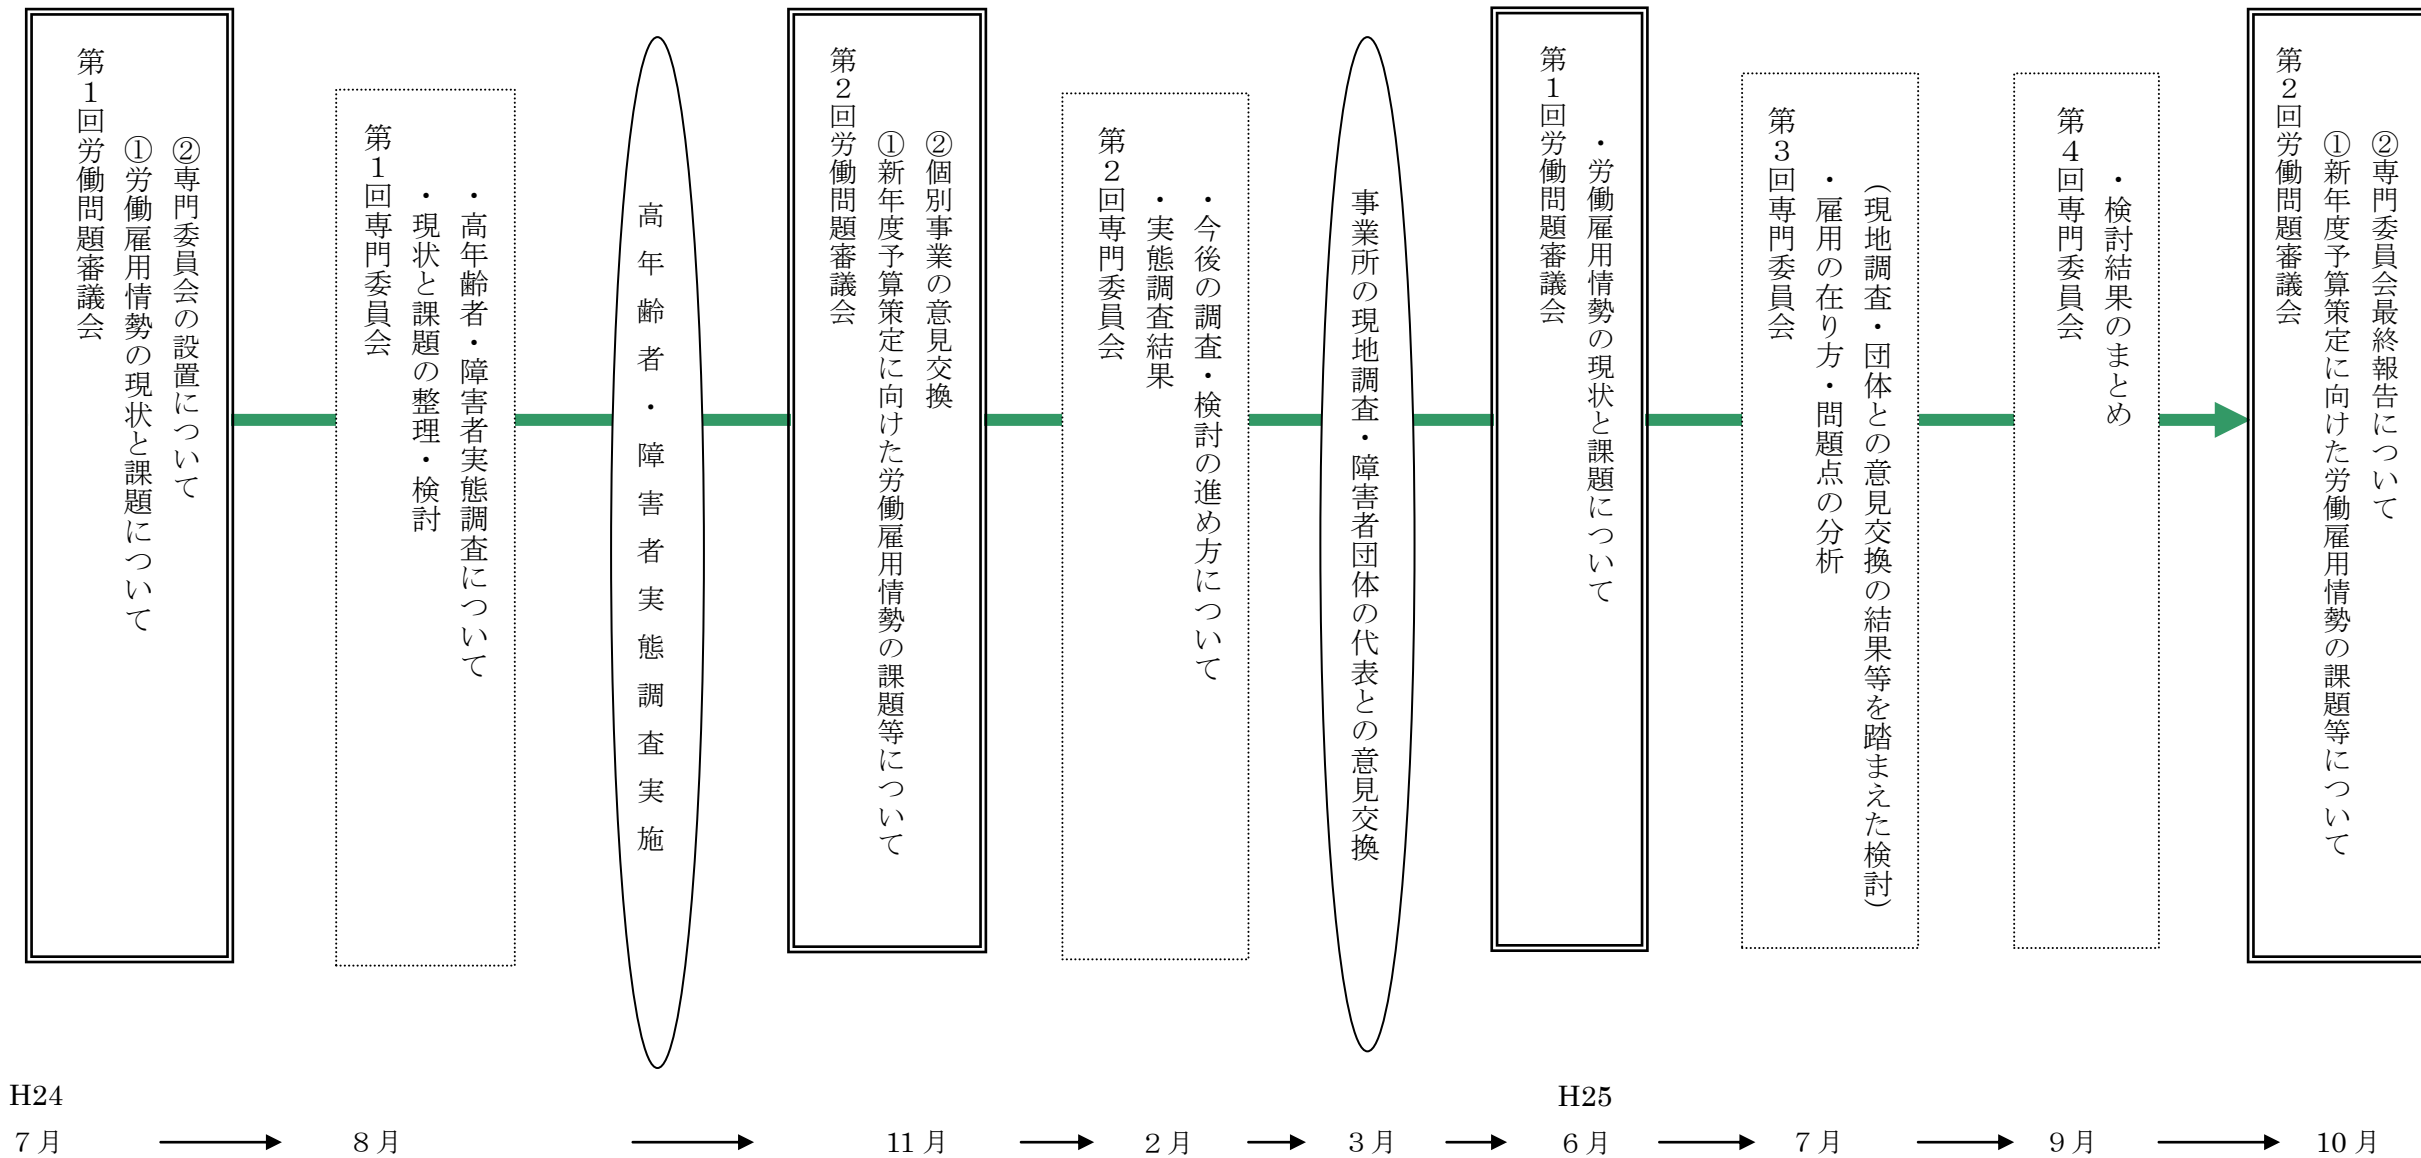 第１回労働問題審議会
①労働雇用情勢の現状と課題について
②専門委員会の設置について
第１回専門委員会
・現状と課題の整理・検討
・高年齢者・障害者実態調査について
高年齢者・障害者実態調査実施
第２回労働問題審議会
①新年度予算策定に向けた労働雇用情勢の課題等について
②個別事業の意見交換
第２回専門委員会
・実態調査結果
・今後の調査・検討の進め方について
事業所の現地調査・障害者団体の代表との意見交換
第１回労働問題審議会
・労働雇用情勢の現状と課題について
第３回専門委員会
・雇用の在り方・問題点の分析
（現地調査・団体との意見交換の結果等を踏まえた検討）
第４回専門委員会
・検討結果のまとめ
第２回労働問題審議会
①新年度予算策定に向けた労働雇用情勢の課題等について
②専門委員会最終報告について
H24
７月
８月
11月
２月
３月
H25
６月
７月
９月
10月